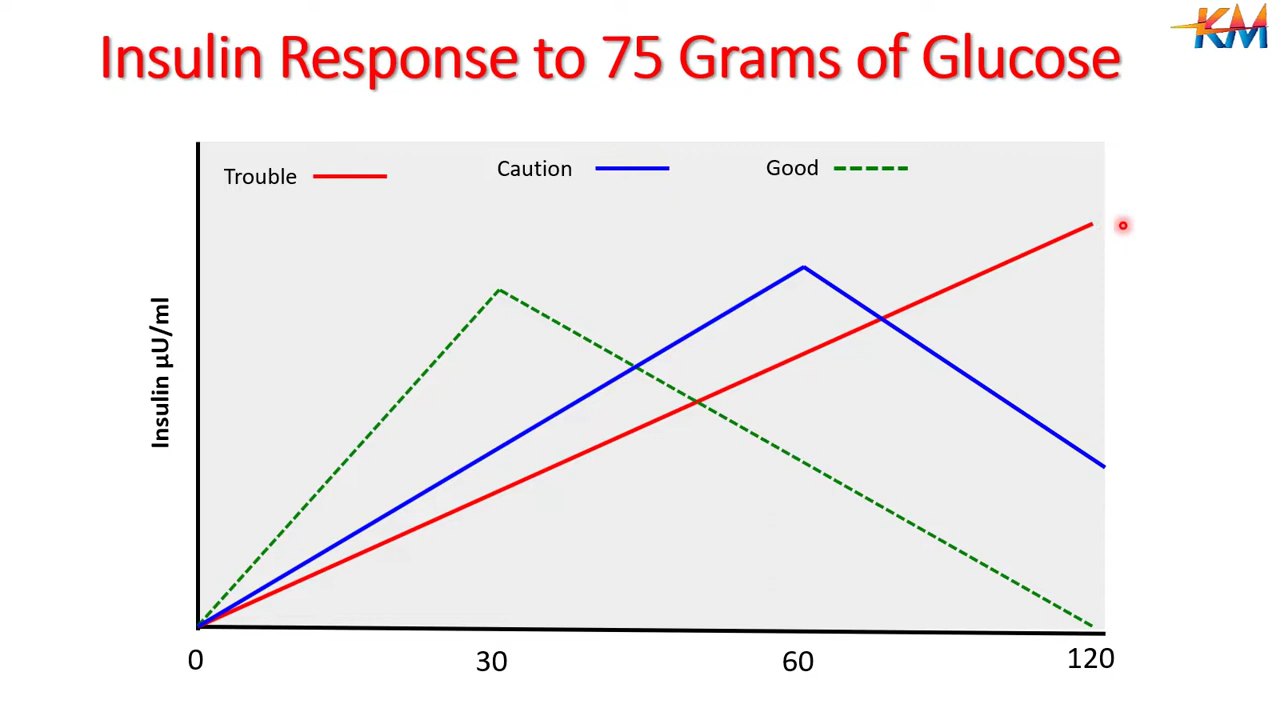 KM
Insulin Response to 75 Grams of Glucose
Trouble
Caution
Good
Insulin µU/ml
0
30
60
120